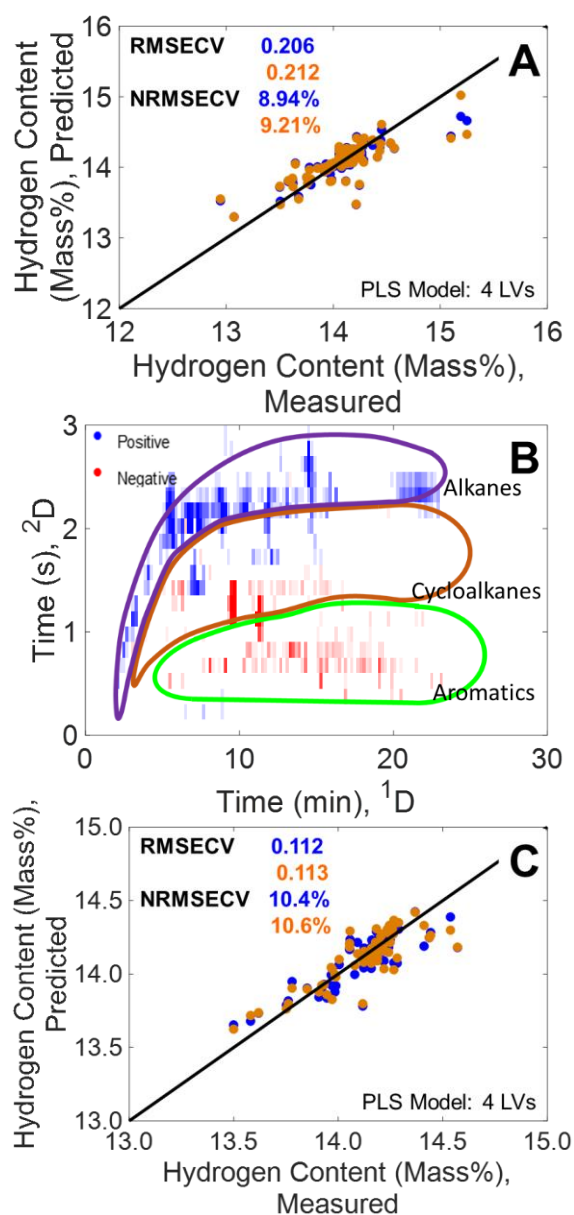 16
15
14
13
12
Hydrogen Content
(Mass%), Predicted
RMSECV 0.206
0.212
NRMSECV 8.94%
9.21%
A
PLS Model: 4 LVs
12 13 14 15 16
Hydrogen Content (Mass%),
Measured
3
2
1
0
Time (s), ²D
Positive
Negative
B
Alkanes
Cycloalkanes
Aromatics
0 10 20 30
Time (min), ¹D
15.0
14.5
14.0
13.5
13.0
Hydrogen Content (Mass%),
Predicted
RMSECV 0.112
0.113
NRMSECV 10.4%
10.6%
C
PLS Model: 4 LVs
13.0 13.5 14.0 14.5 15.0
Hydrogen Content (Mass%),
Measured